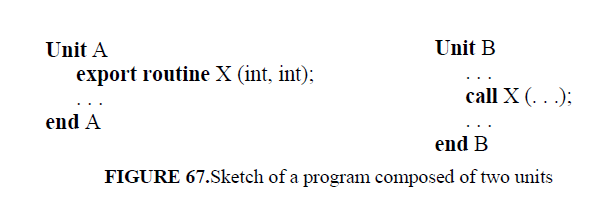 Unit A
export routine X (int, int);
. . .
end A
Unit B
. . .
call X (. . .);
. . .
end B
FIGURE 67.Sketch of a program composed of two units